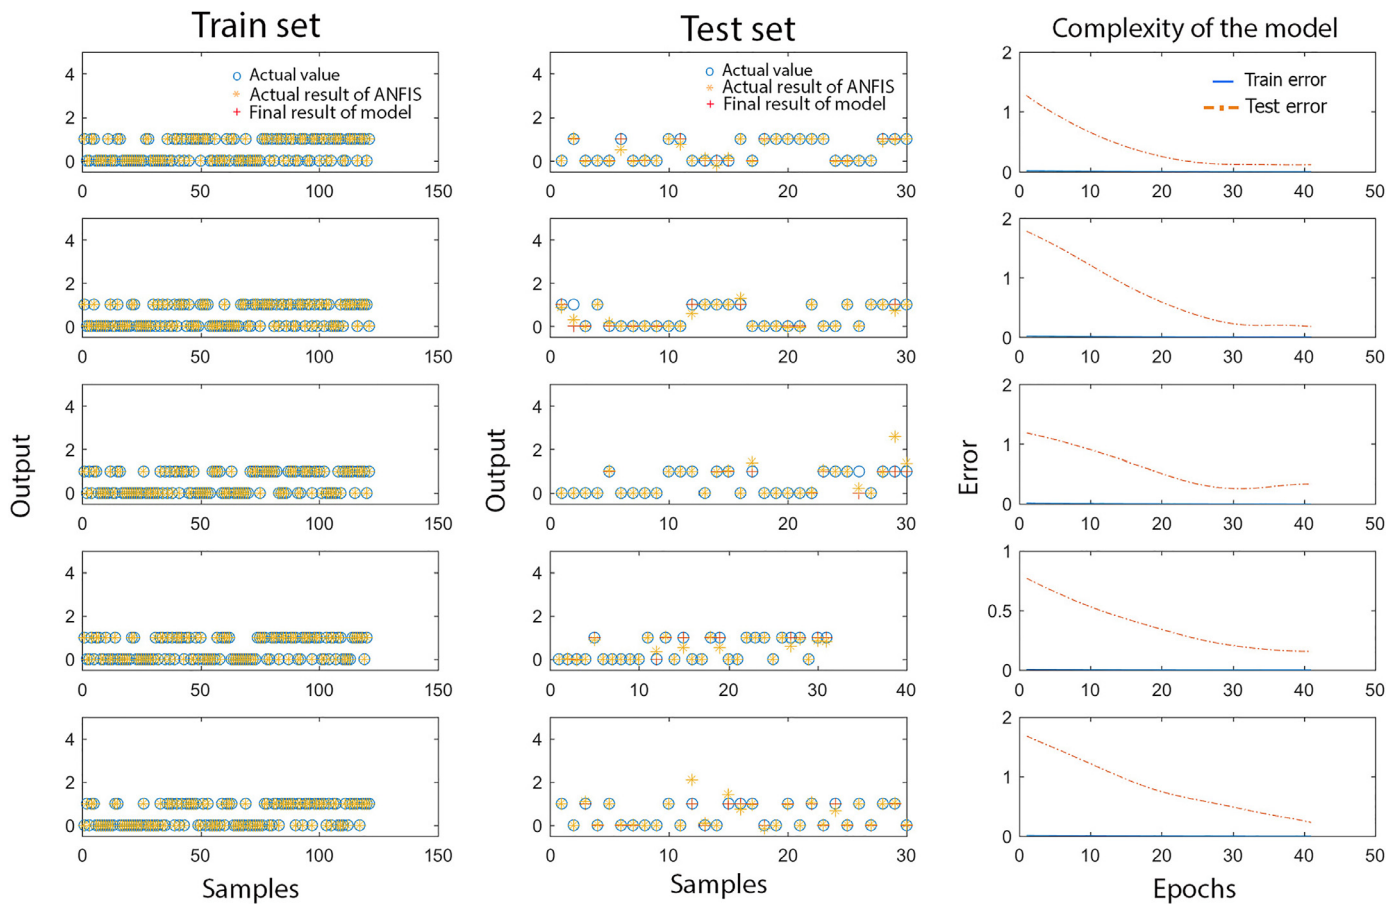 Train set
Test set
Complexity of the model
Actual value
Actual result of ANFIS
Final result of model
Actual value
Actual result of ANFIS
Final result of model
Train error
Test error
4
2
0
0 50 100 150
4
2
0
0 10 20 30
2
1
0
0 10 20 30 40 50
4
2
0
0 50 100 150
4
2
0
0 10 20 30
2
1
0
0 10 20 30 40 50
Output
4
2
0
0 50 100 150
Output
4
2
0
0 10 20 30
Error
2
1
0
0 10 20 30 40 50
4
2
0
0 50 100 150
4
2
0
0 10 20 30 40
1
0.5
0
0 10 20 30 40 50
4
2
0
0 50 100 150
4
2
0
0 10 20 30
2
1
0
0 10 20 30 40 50
Samples
Samples
Epochs